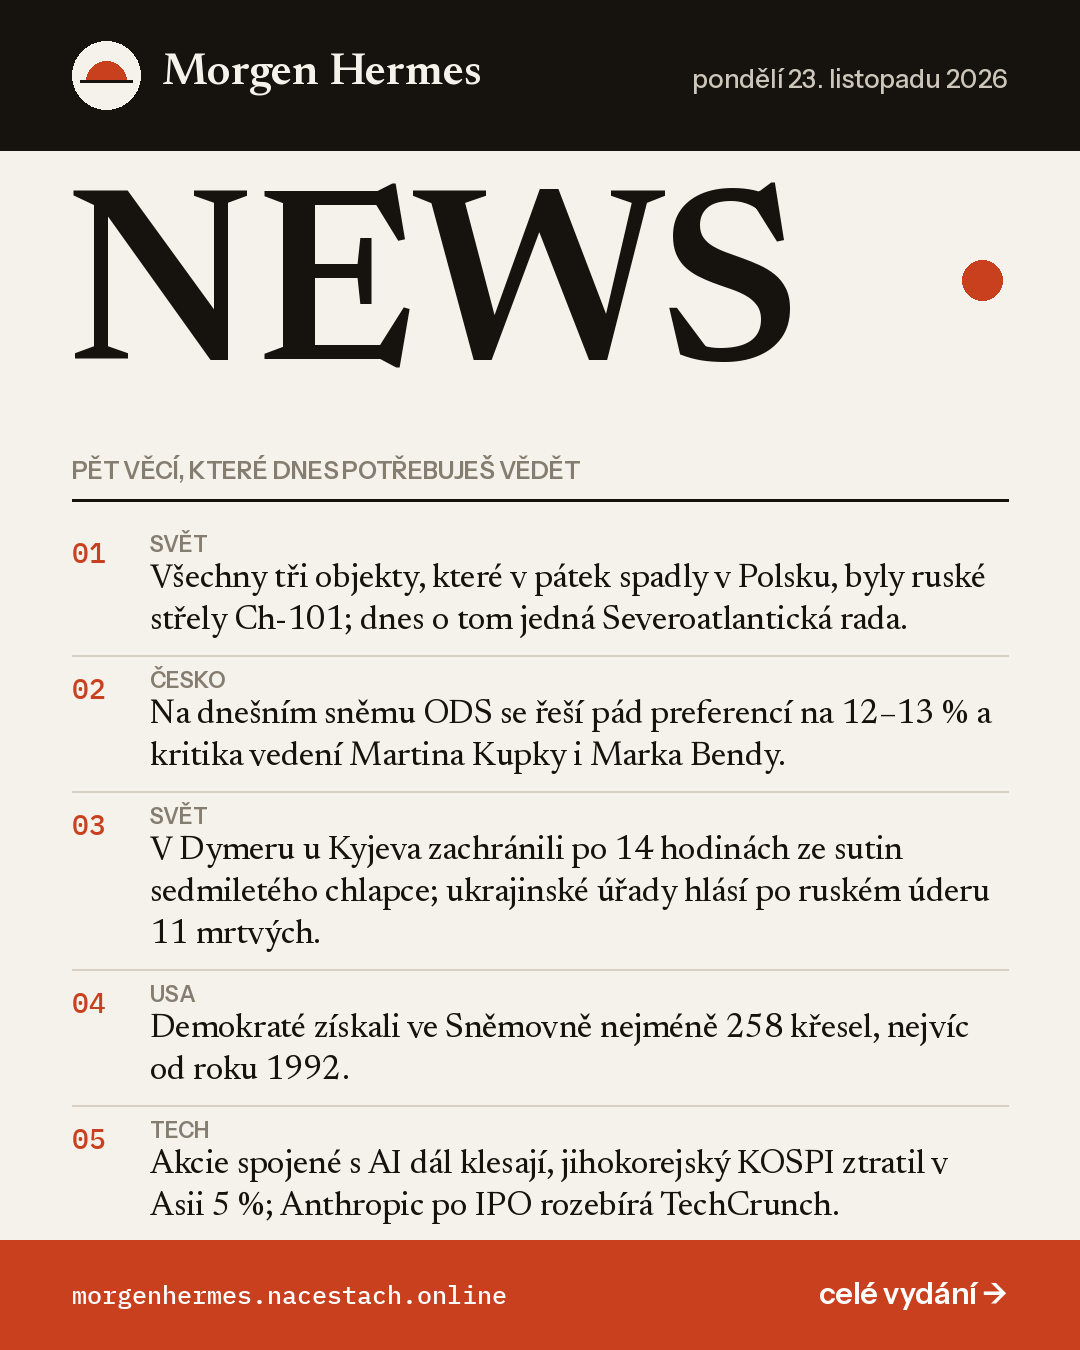 Morgen Hermes
pondělí 23. listopadu 2026
NEWS
PĚT VĚCÍ, KTERÉ DNES POTŘEBUJEŠ VĚDĚT
01
SVĚT
Všechny tři objekty, které v pátek spadly v Polsku, byly ruské
střely Ch-101; dnes o tom jedná Severoatlantická rada.
02
ČESKO
Na dnešním sněmu ODS se řeší pád preferencí na 12–13 % a
kritika vedení Martina Kupky i Marka Bendy.
03
SVĚT
V Dymeru u Kyjeva zachránili po 14 hodinách ze sutin
sedmiletého chlapce; ukrajinské úřady hlásí po ruském úderu
11 mrtvých.
04
USA
Demokraté získali ve Sněmovně nejméně 258 křesel, nejvíc
od roku 1992.
05
TECH
Akcie spojené s AI dál klesají, jihokorejský KOSPI ztratil v
Asii 5 %; Anthropic po IPO rozebírá TechCrunch.
morgenhermes.nacestach.online
celé vydání →